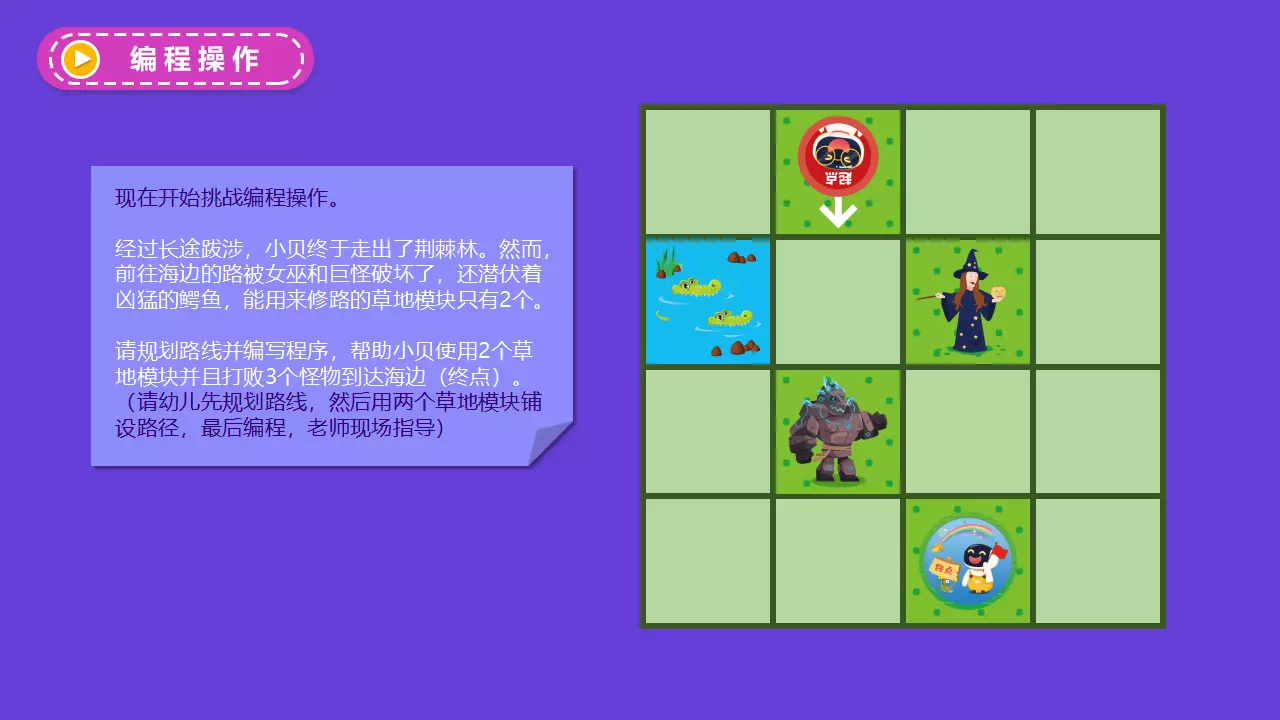 编程操作
现在开始挑战编程操作。
经过长途跋涉，小贝终于走出了荆棘林。然而，
前往海边的路被女巫和巨怪破坏了，还潜伏着
凶猛的鳄鱼，能用来修路的草地模块只有2个。
请规划路线并编写程序，帮助小贝使用2个草
地模块并且打败3个怪物到达海边（终点）。
（请幼儿先规划路线，然后用两个草地模块铺
设路径，最后编程，老师现场指导）
起点
终点